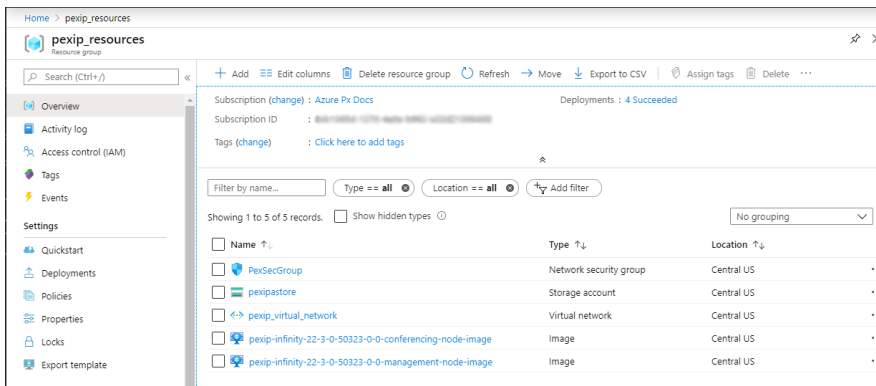 Home > pexip_resources
pexip_resources
Resource group
Search (Ctrl+/)
«
Overview
Activity log
Access control (IAM)
Tags
Events
Settings
Quickstart
Deployments
Policies
Properties
Locks
Export template
Add Edit columns Delete resource group Refresh Move Export to CSV Assign tags Delete ...
Subscription (change) : Azure Px Docs Deployments : 4 Succeeded
Subscription ID :
Tags (change) : Click here to add tags
Filter by name... Type == all Location == all Add filter
Showing 1 to 5 of 5 records. Show hidden types No grouping
Name ↑↓ Type ↑↓ Location ↑↓
PexSecGroup Network security group Central US
pexipastore Storage account Central US
pexip_virtual_network Virtual network Central US
pexip-infinity-22-3-0-50323-0-0-conferencing-node-image Image Central US
pexip-infinity-22-3-0-50323-0-0-management-node-image Image Central US